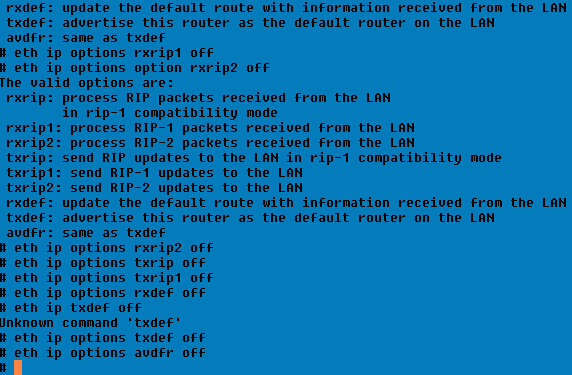 rxdef: update the default route with information received from the LAN
txdef: advertise this router as the default router on the LAN
avdfr: same as txdef
# eth ip options rxrip1 off
# eth ip options option rxrip2 off
The valid options are:
rxrip: process RIP packets received from the LAN
in rip-1 compatibility mode
rxrip1: process RIP-1 packets received from the LAN
rxrip2: process RIP-2 packets received from the LAN
txrip: send RIP updates to the LAN in rip-1 compatibility mode
txrip1: send RIP-1 updates to the LAN
txrip2: send RIP-2 updates to the LAN
rxdef: update the default route with information received from the LAN
txdef: advertise this router as the default router on the LAN
avdfr: same as txdef
# eth ip options rxrip2 off
# eth ip options txrip off
# eth ip options txrip1 off
# eth ip options rxdef off
# eth ip txdef off
Unknown command 'txdef'
# eth ip options txdef off
# eth ip options avdfr off
#